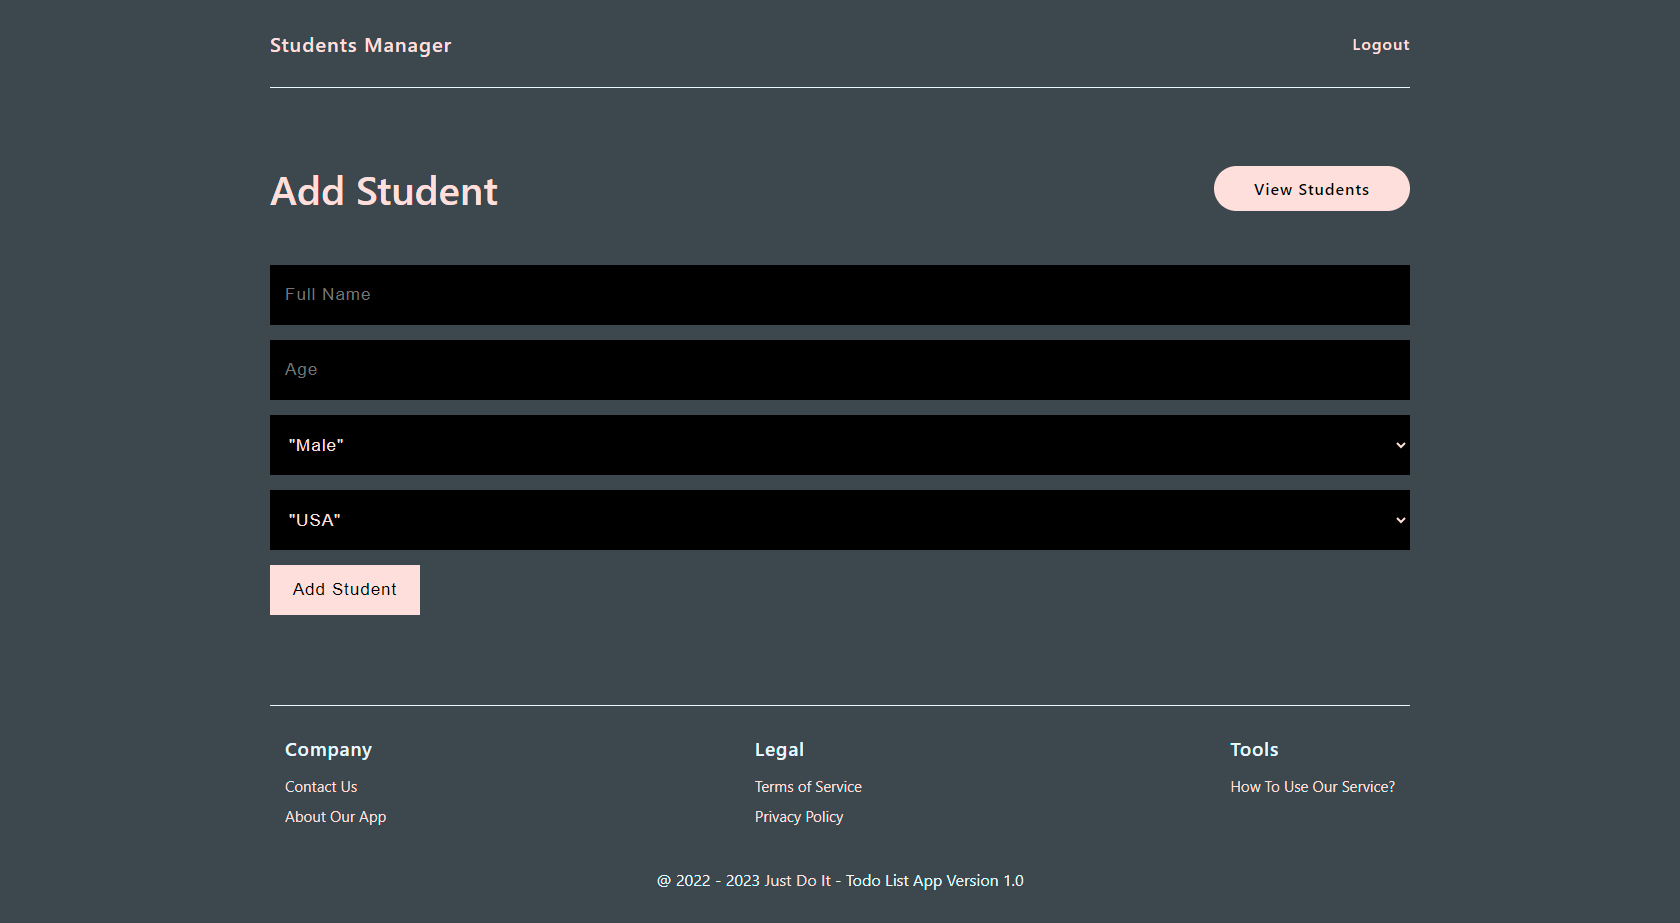 Students Manager
Logout
Add Student
View Students
Full Name
Age
"Male"
"USA"
Add Student
Company
Contact Us
About Our App
Legal
Terms of Service
Privacy Policy
Tools
How To Use Our Service?
@ 2022 - 2023 Just Do It - Todo List App Version 1.0